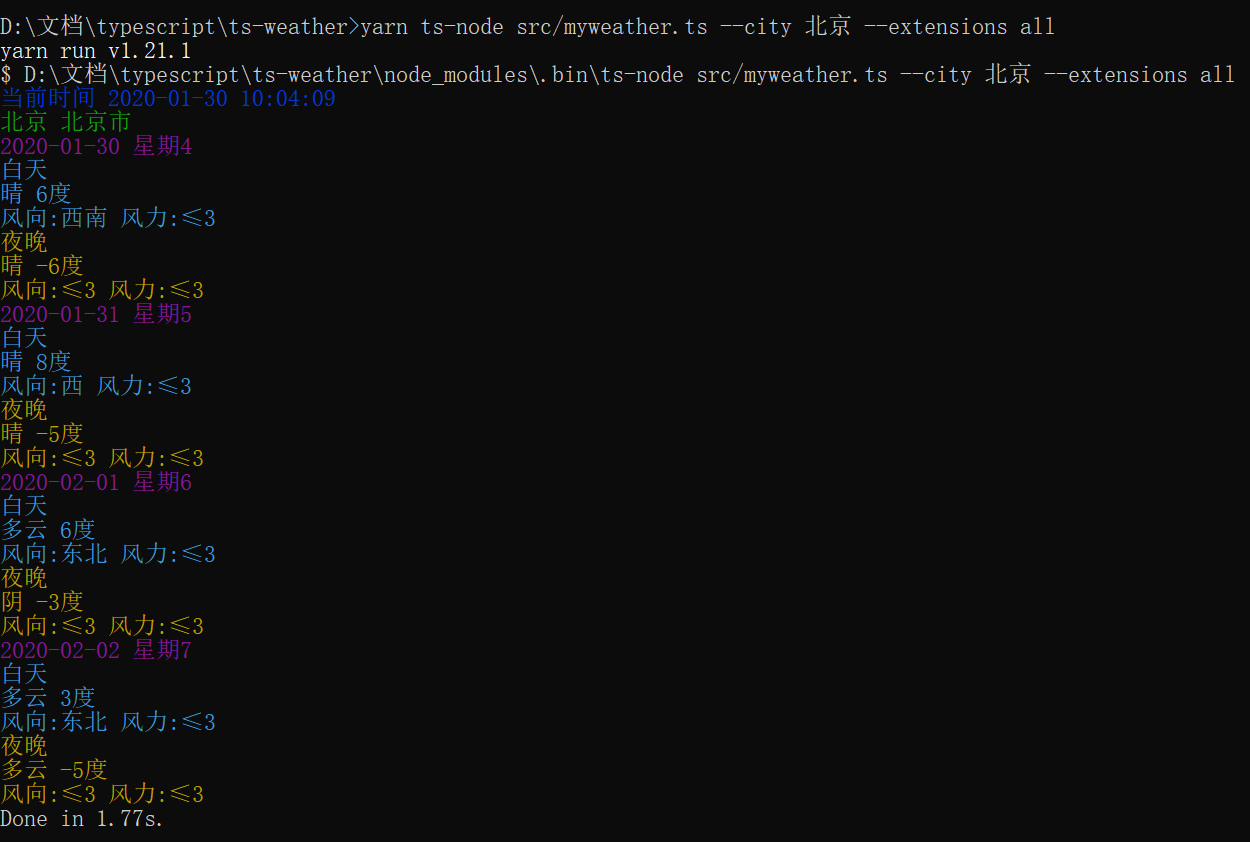 D:\文档\typescript\ts-weather>yarn ts-node src/myweather.ts --city 北京 --extensions all
yarn run v1.21.1
$ D:\文档\typescript\ts-weather\node_modules\.bin\ts-node src/myweather.ts --city 北京 --extensions all
当前时间 2020-01-30 10:04:09
北京 北京市
2020-01-30 星期4
白天
晴 6度
风向:西南 风力:≤3
夜晚
晴 -6度
风向:≤3 风力:≤3
2020-01-31 星期5
白天
晴 8度
风向:西 风力:≤3
夜晚
晴 -5度
风向:≤3 风力:≤3
2020-02-01 星期6
白天
多云 6度
风向:东北 风力:≤3
夜晚
阴 -3度
风向:≤3 风力:≤3
2020-02-02 星期7
白天
多云 3度
风向:东北 风力:≤3
夜晚
多云 -5度
风向:≤3 风力:≤3
Done in 1.77s.